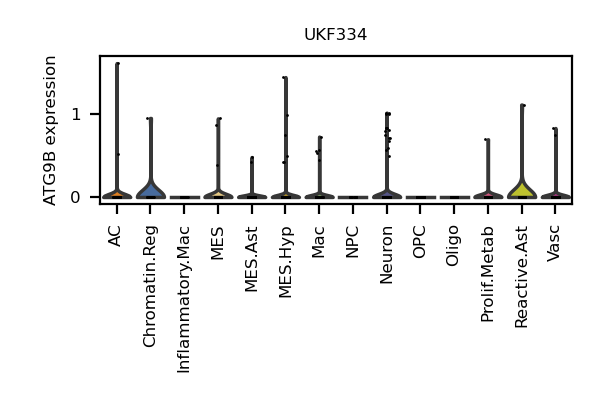 UKF334
ATG9B expression
1
0
AC
Chromatin.Reg
Inflammatory.Mac
MES
MES.Ast
MES.Hyp
Mac
NPC
Neuron
OPC
Oligo
Prolif.Metab
Reactive.Ast
Vasc